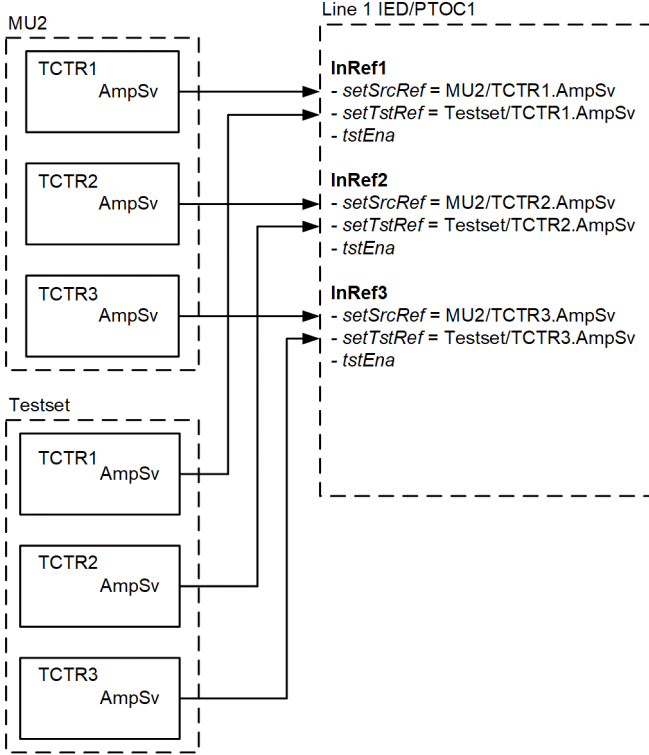 MU2
TCTR1
AmpSv
TCTR2
AmpSv
TCTR3
AmpSv
Testset
TCTR1
AmpSv
TCTR2
AmpSv
TCTR3
AmpSv
Line 1 IED/PTOC1
InRef1
- setSrcRef = MU2/TCTR1.AmpSv
- setTstRef = Testset/TCTR1.AmpSv
- tstEna
InRef2
- setSrcRef = MU2/TCTR2.AmpSv
- setTstRef = Testset/TCTR2.AmpSv
- tstEna
InRef3
- setSrcRef = MU2/TCTR3.AmpSv
- setTstRef = Testset/TCTR3.AmpSv
- tstEna